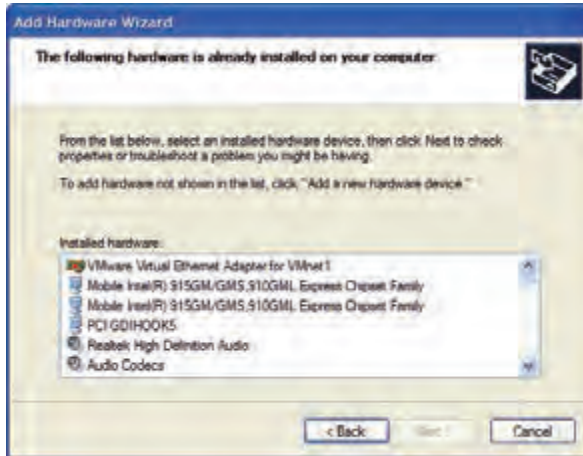 Add Hardware Wizard
The following hardware is already installed on your computer
From the list below, select an installed hardware device, then click Next to check
properties or troubleshoot a problem you might be having.
To add hardware not shown in the list, click "Add a new hardware device."
Installed hardware:
VMware Virtual Ethernet Adapter for VMnet1
Mobile Intel(R) 915GM/GMS,910GML Express Chipset Family
Mobile Intel(R) 915GM/GMS,910GML Express Chipset Family
PCI GDIHOOK5
Realtek High Definition Audio
Audio Codecs
< Back
Next >
Cancel